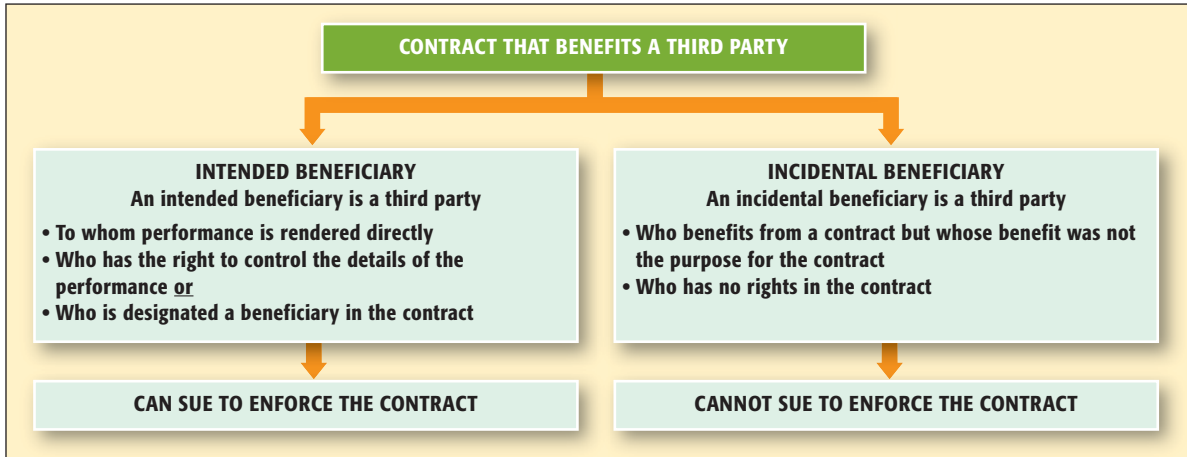 CONTRACT THAT BENEFITS A THIRD PARTY
INTENDED BENEFICIARY
An intended beneficiary is a third party
• To whom performance is rendered directly
• Who has the right to control the details of the
performance or
• Who is designated a beneficiary in the contract
CAN SUE TO ENFORCE THE CONTRACT
INCIDENTAL BENEFICIARY
An incidental beneficiary is a third party
• Who benefits from a contract but whose benefit was not
the purpose for the contract
• Who has no rights in the contract
CANNOT SUE TO ENFORCE THE CONTRACT